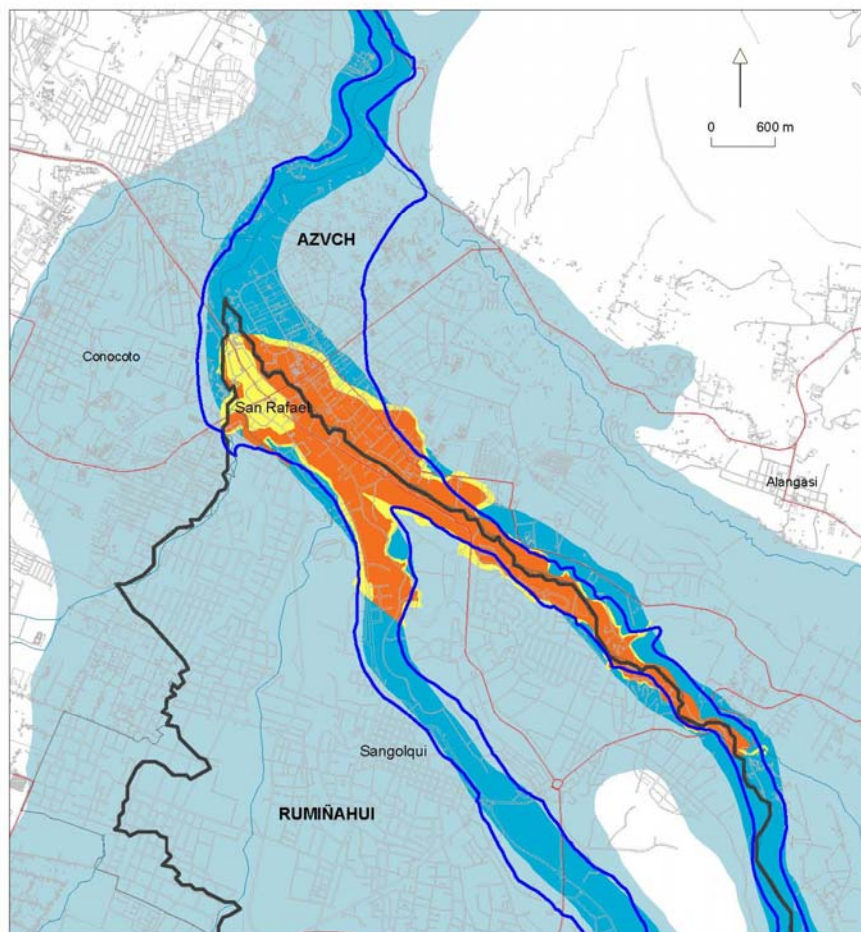 0 600 m
AZVCH
Conocoto
San Rafael
Alangasi
Sangolqui
RUMIÑAHUI